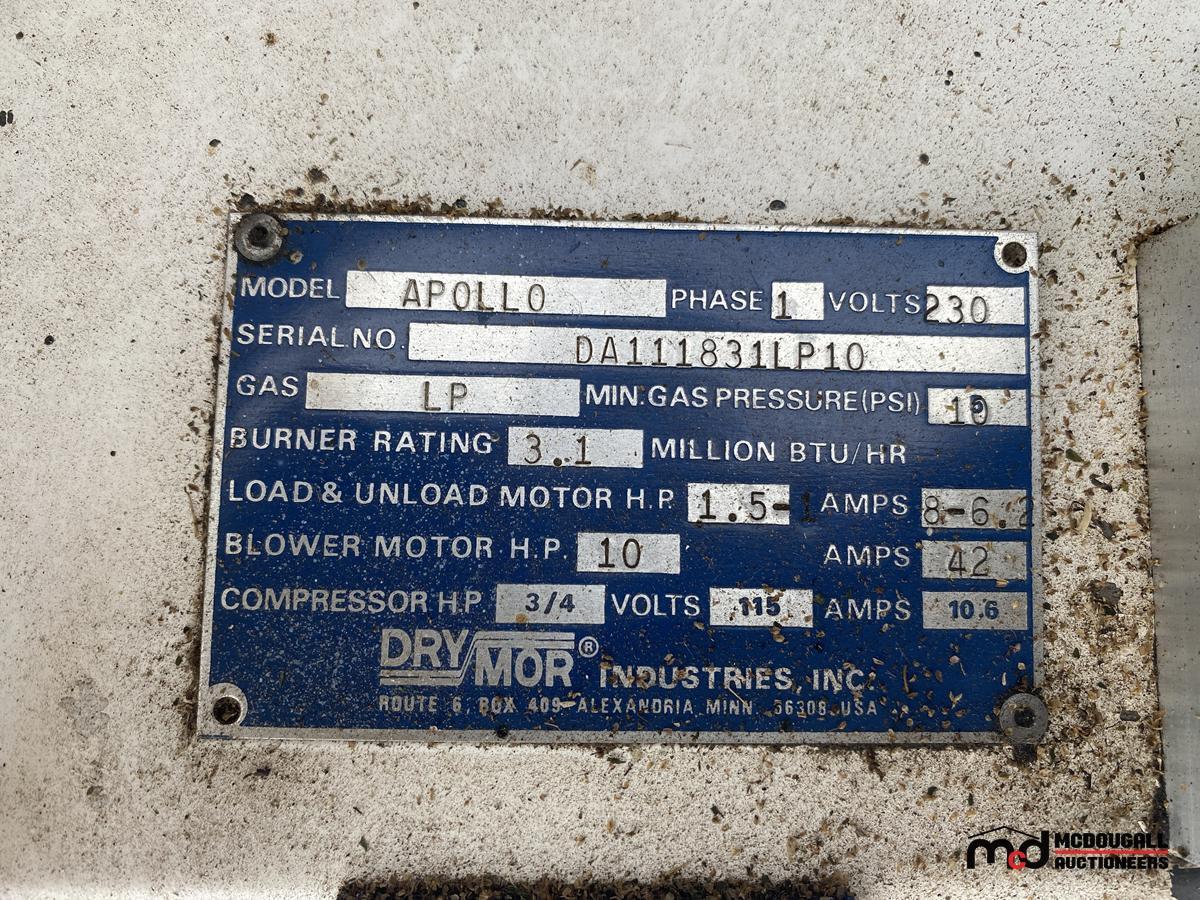 MODEL APOLLO PHASE 1 VOLTS 230
SERIAL NO. DA111831LP10
GAS LP MIN. GAS PRESSURE (PSI) 10
BURNER RATING 3.1 MILLION BTU/HR
LOAD & UNLOAD MOTOR H.P. 1.5-1 AMPS 8-6.2
BLOWER MOTOR H.P. 10 AMPS 42
COMPRESSOR H.P. 3/4 VOLTS 115 AMPS 10.6
DRY MOR® INDUSTRIES, INC.
ROUTE 6, BOX 409-ALEXANDRIA, MINN. 56308 USA
mcd MCDOUGALL
AUCTIONEERS